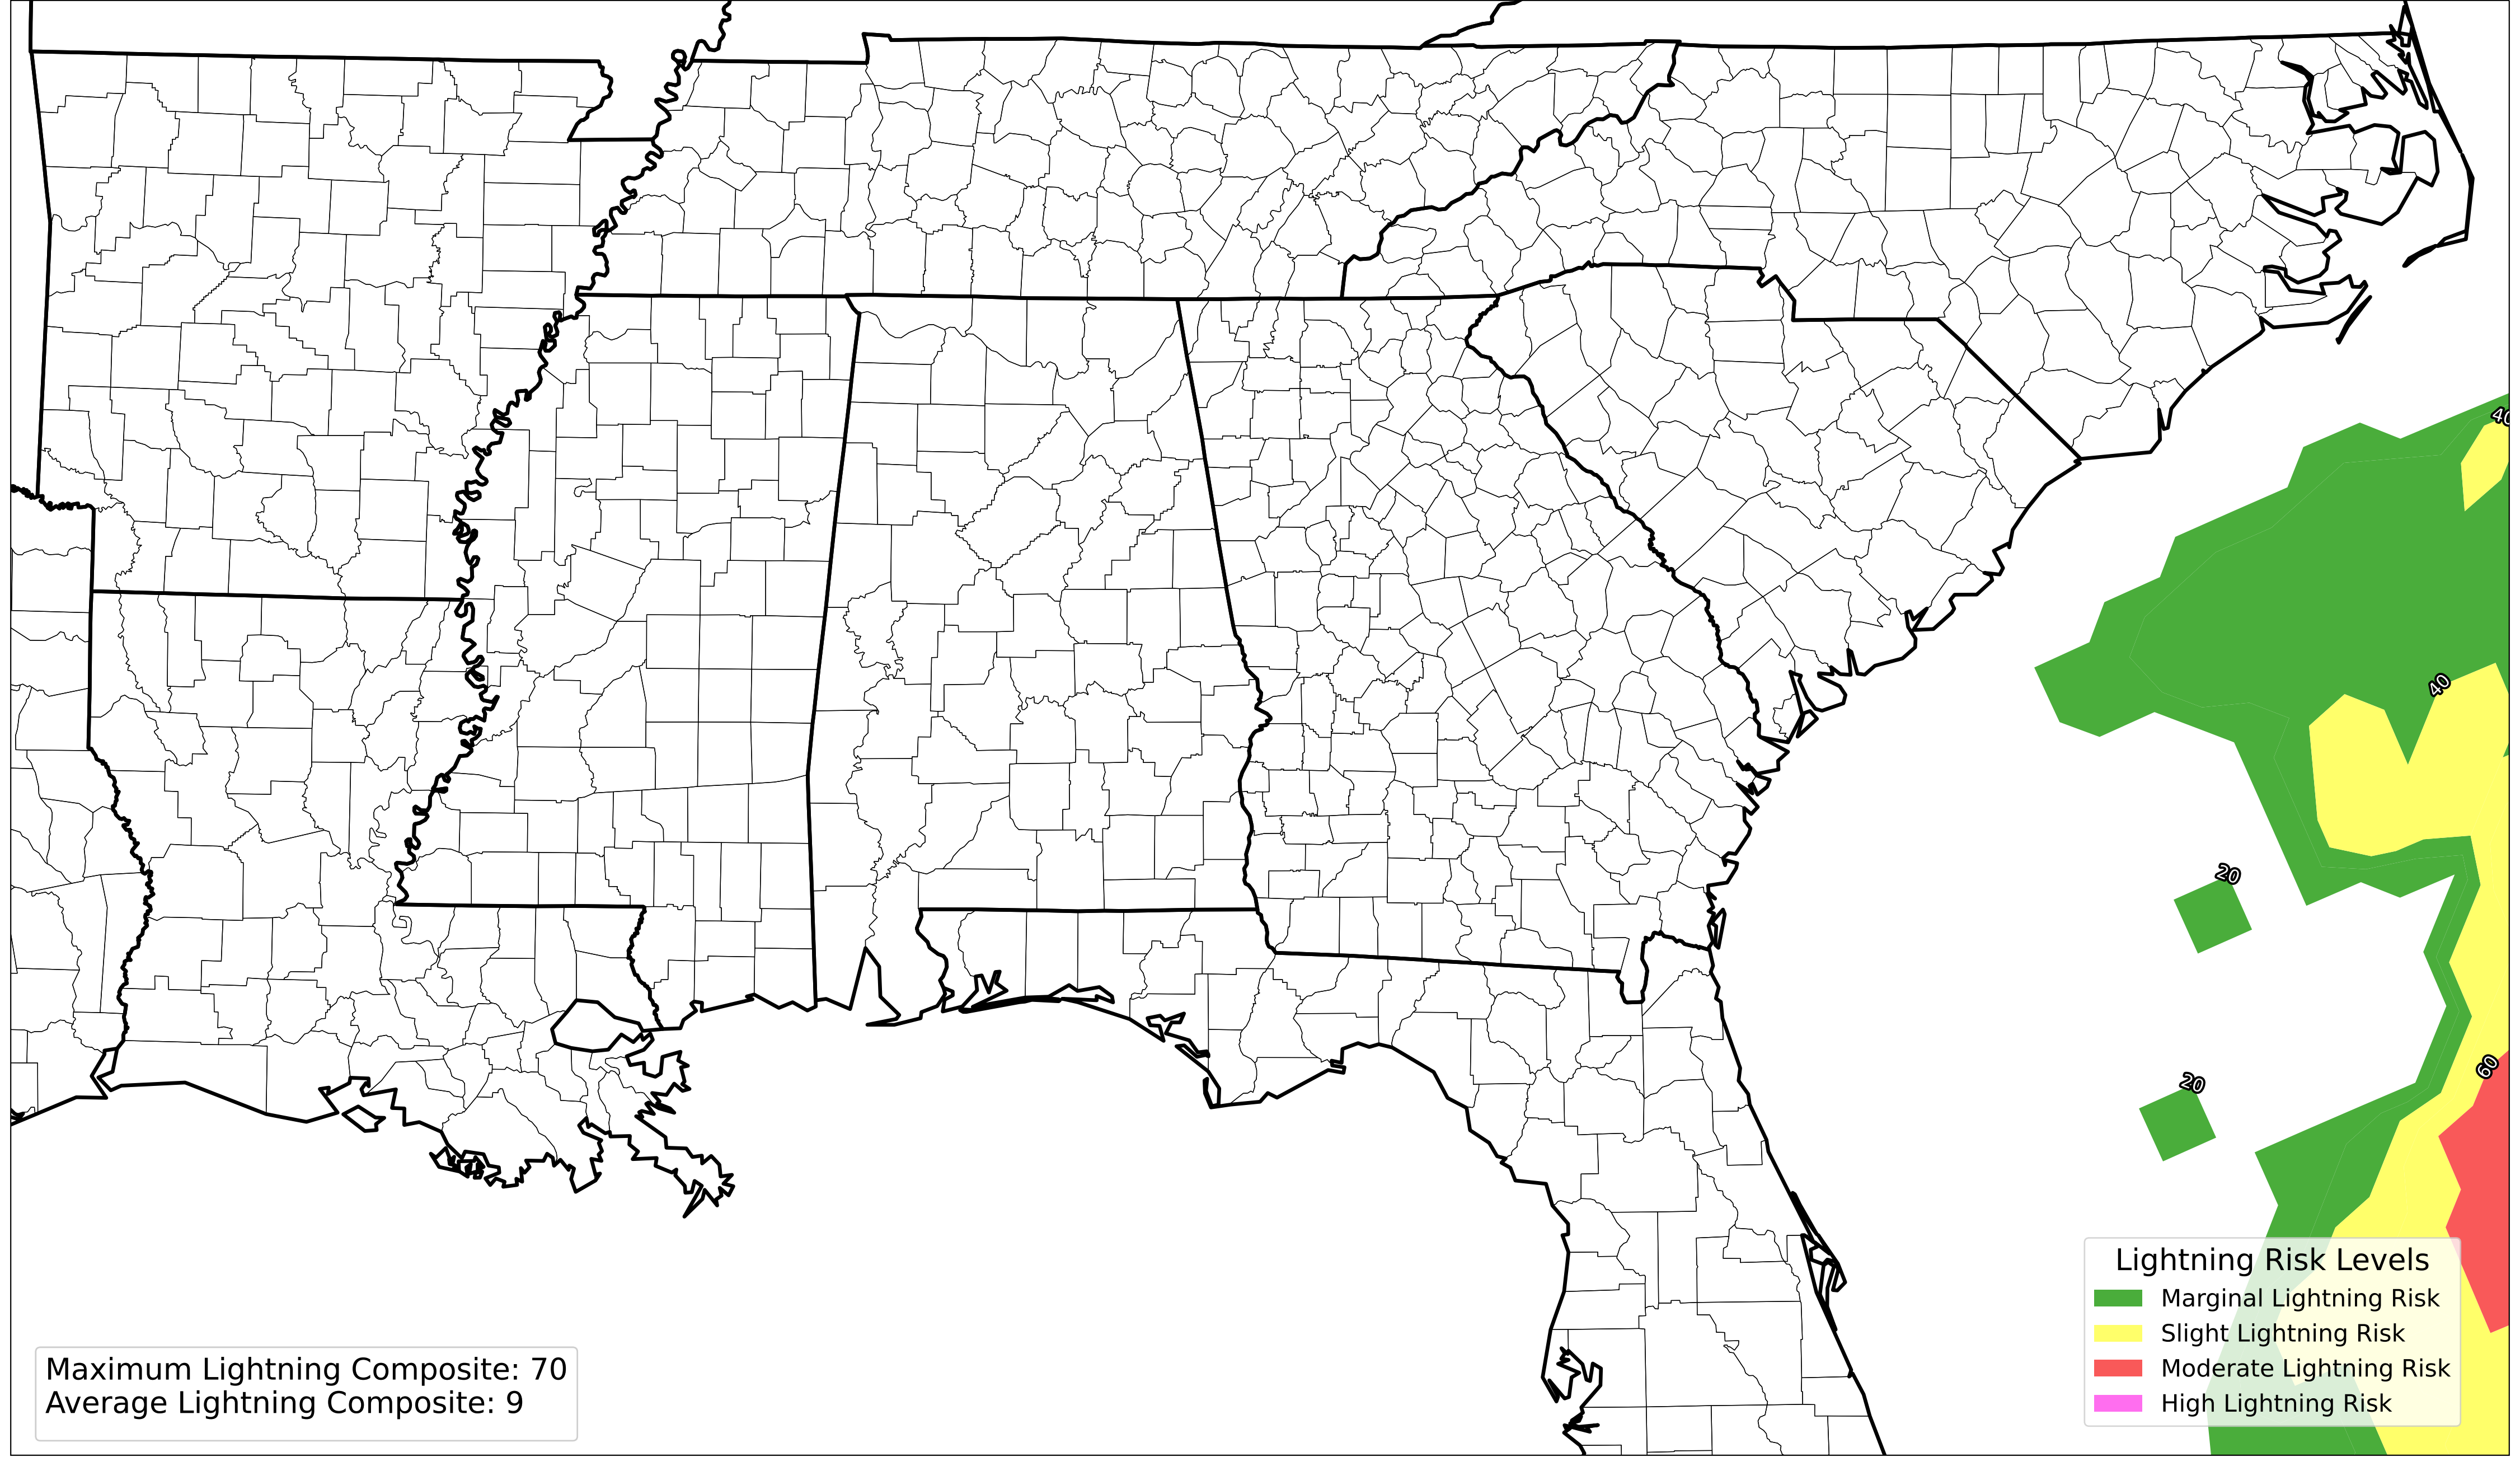 40
40
20
60
20
Lightning Risk Levels
Marginal Lightning Risk
Slight Lightning Risk
Moderate Lightning Risk
High Lightning Risk
Maximum Lightning Composite: 70
Average Lightning Composite: 9